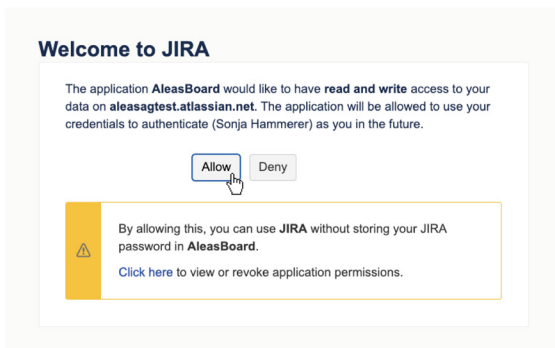 Welcome to JIRA
The application AleasBoard would like to have read and write access to your
data on aleasagtest.atlassian.net. The application will be allowed to use your
credentials to authenticate (Sonja Hammerer) as you in the future.
Allow Deny
By allowing this, you can use JIRA without storing your JIRA
password in AleasBoard.
Click here to view or revoke application permissions.